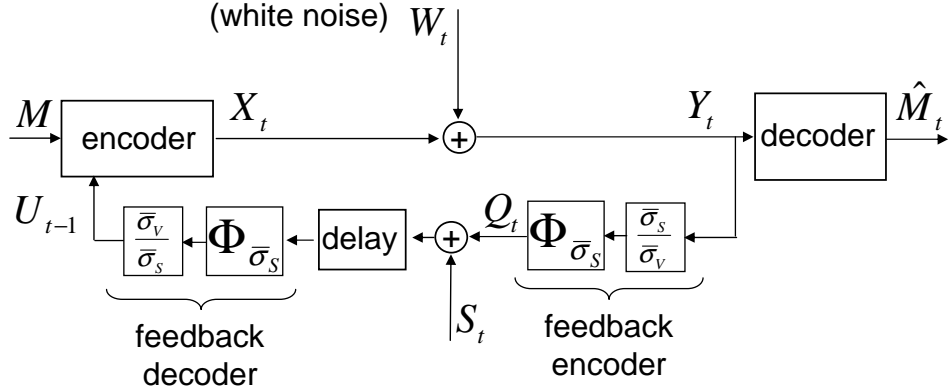 (white noise) W_t
M
encoder
X_t
+
Y_t
decoder
M̂_t
U_{t−1}
σ̄_V / σ̄_S
Φ_{σ̄_S}
delay
+
Q_t
Φ_{σ̄_S}
σ̄_S / σ̄_V
S_t
feedback
decoder
feedback
encoder